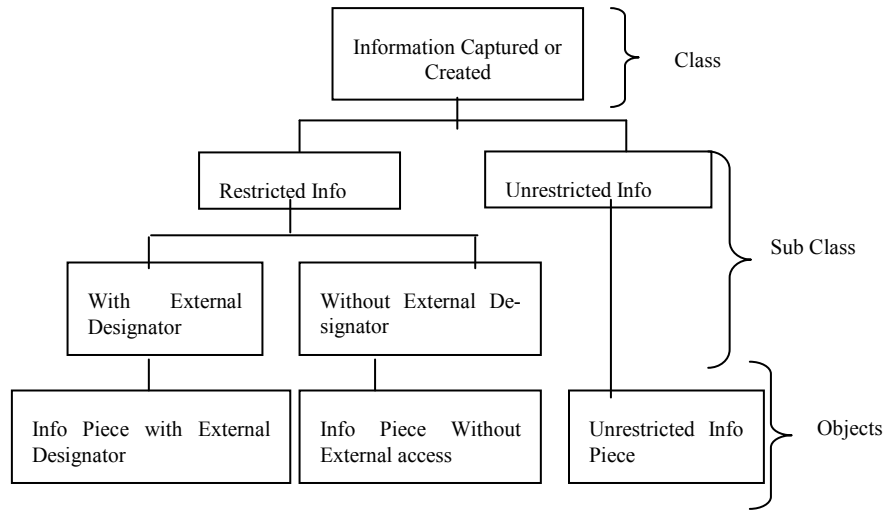 Information Captured or
Created
Class
Restricted Info
Unrestricted Info
Sub Class
With External
Designator
Without External De-
signator
Info Piece with External
Designator
Info Piece Without
External access
Unrestricted Info
Piece
Objects